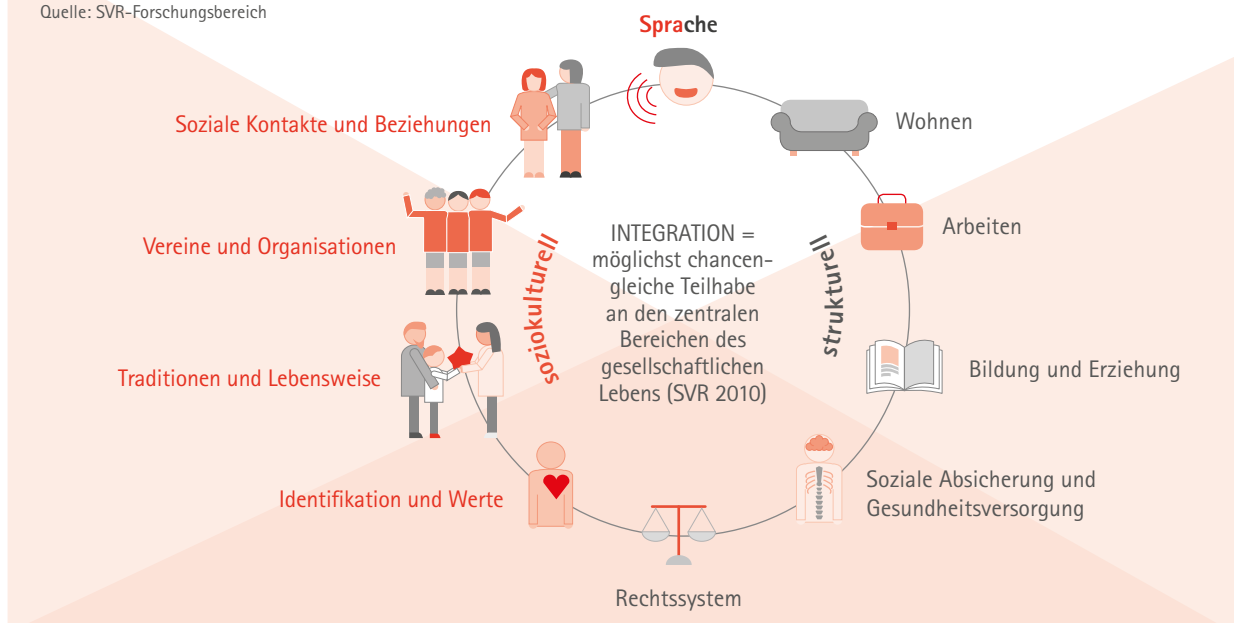 Quelle: SVR-Forschungsbereich
Sprache
Wohnen
Arbeiten
Bildung und Erziehung
Soziale Absicherung und
Gesundheitsversorgung
Rechtssystem
Identifikation und Werte
Traditionen und Lebensweise
Vereine und Organisationen
Soziale Kontakte und Beziehungen
soziokulturell
INTEGRATION =
möglichst chancen-
gleiche Teilhabe
an den zentralen
Bereichen des
gesellschaftlichen
Lebens (SVR 2010)
strukturell